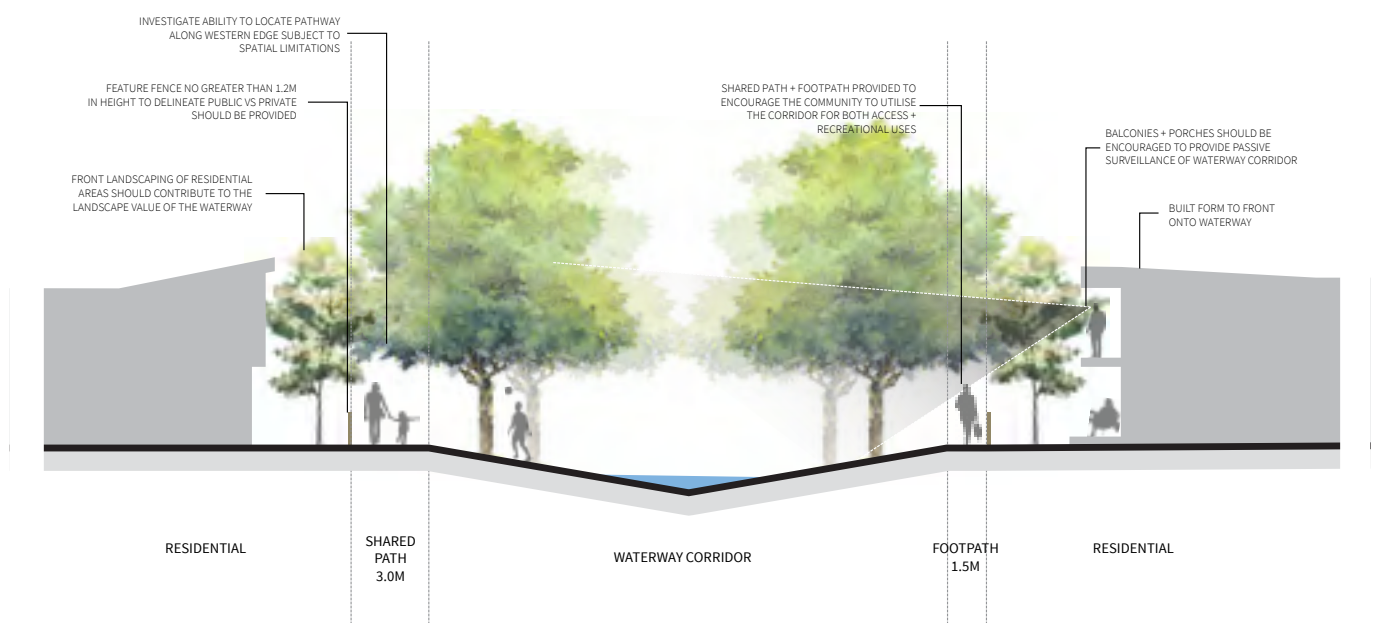 INVESTIGATE ABILITY TO LOCATE PATHWAY
ALONG WESTERN EDGE SUBJECT TO
SPATIAL LIMITATIONS
FEATURE FENCE NO GREATER THAN 1.2M
IN HEIGHT TO DELINEATE PUBLIC VS PRIVATE
SHOULD BE PROVIDED
FRONT LANDSCAPING OF RESIDENTIAL
AREAS SHOULD CONTRIBUTE TO THE
LANDSCAPE VALUE OF THE WATERWAY
SHARED PATH + FOOTPATH PROVIDED TO
ENCOURAGE THE COMMUNITY TO UTILISE
THE CORRIDOR FOR BOTH ACCESS +
RECREATIONAL USES
BALCONIES + PORCHES SHOULD BE
ENCOURAGED TO PROVIDE PASSIVE
SURVEILLANCE OF WATERWAY CORRIDOR
BUILT FORM TO FRONT
ONTO WATERWAY
RESIDENTIAL
SHARED
PATH
3.0M
WATERWAY CORRIDOR
FOOTPATH
1.5M
RESIDENTIAL